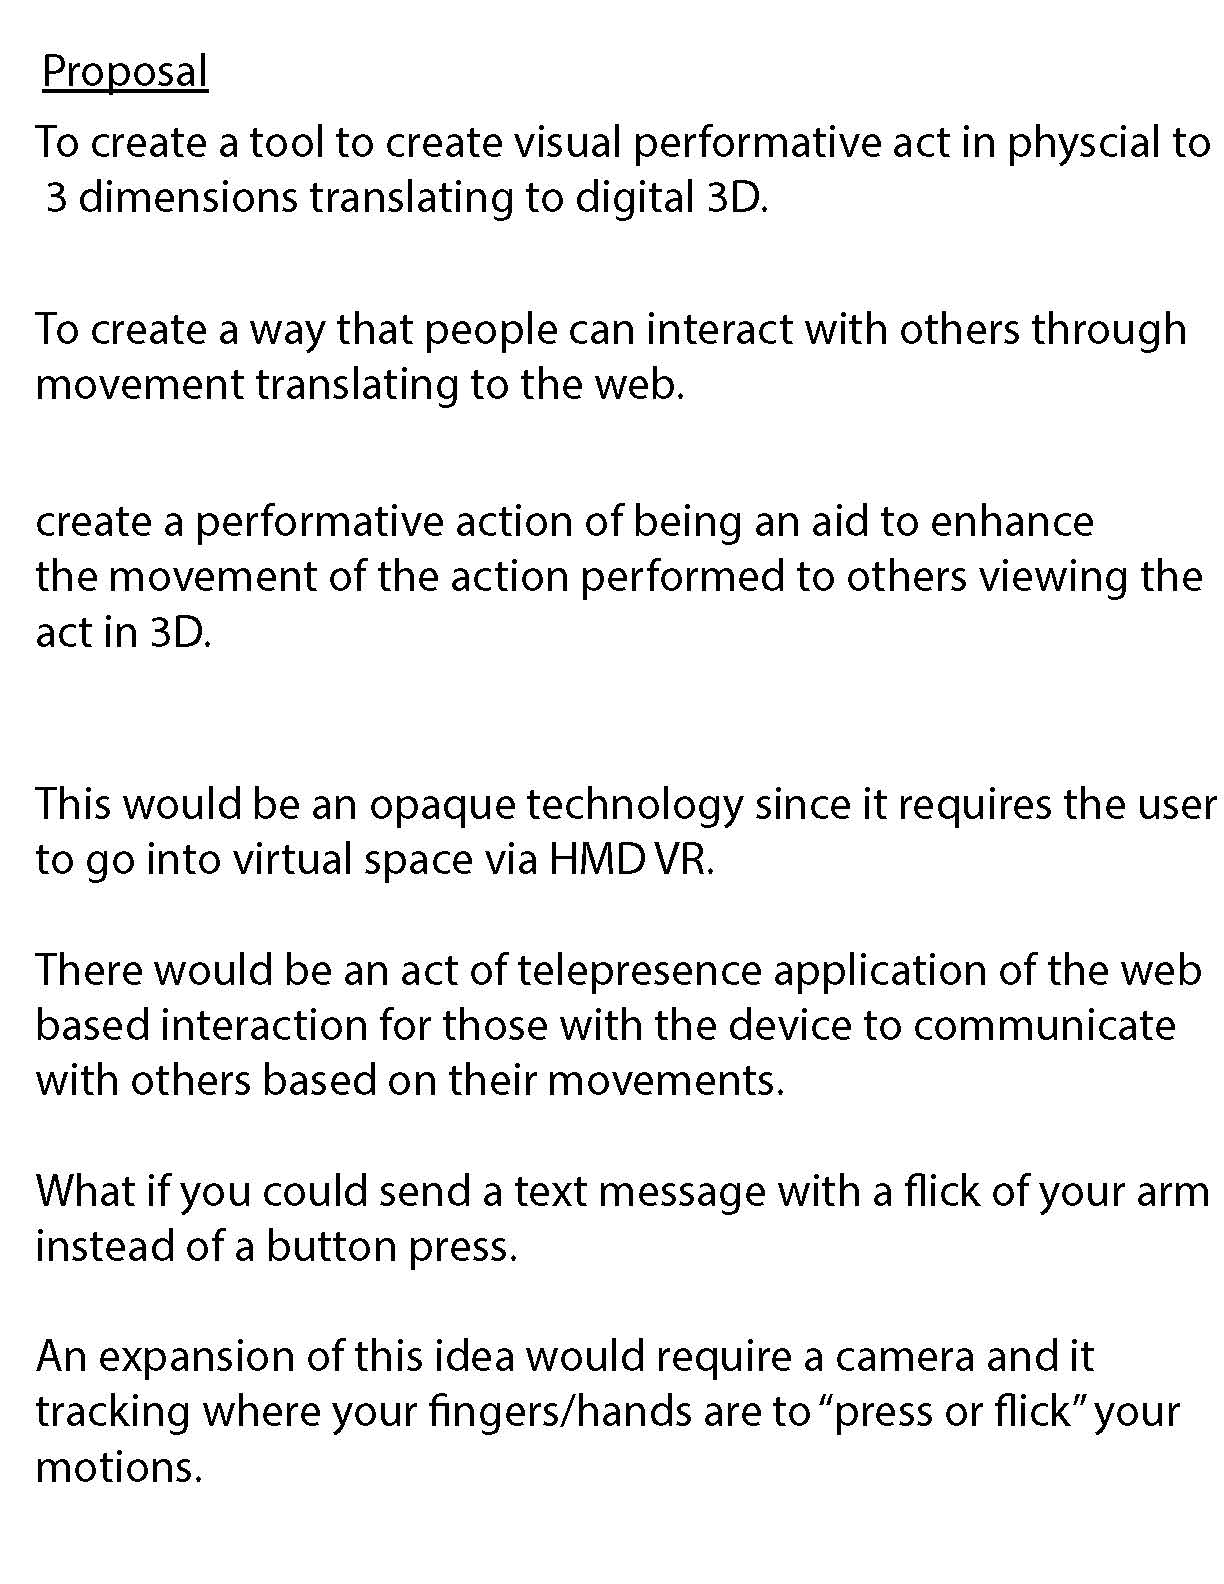 Proposal
To create a tool to create visual performative act in physcial to
3 dimensions translating to digital 3D.
To create a way that people can interact with others through
movement translating to the web.
create a performative action of being an aid to enhance
the movement of the action performed to others viewing the
act in 3D.
This would be an opaque technology since it requires the user
to go into virtual space via HMD VR.
There would be an act of telepresence application of the web
based interaction for those with the device to communicate
with others based on their movements.
What if you could send a text message with a flick of your arm
instead of a button press.
An expansion of this idea would require a camera and it
tracking where your fingers/hands are to “press or flick” your
motions.